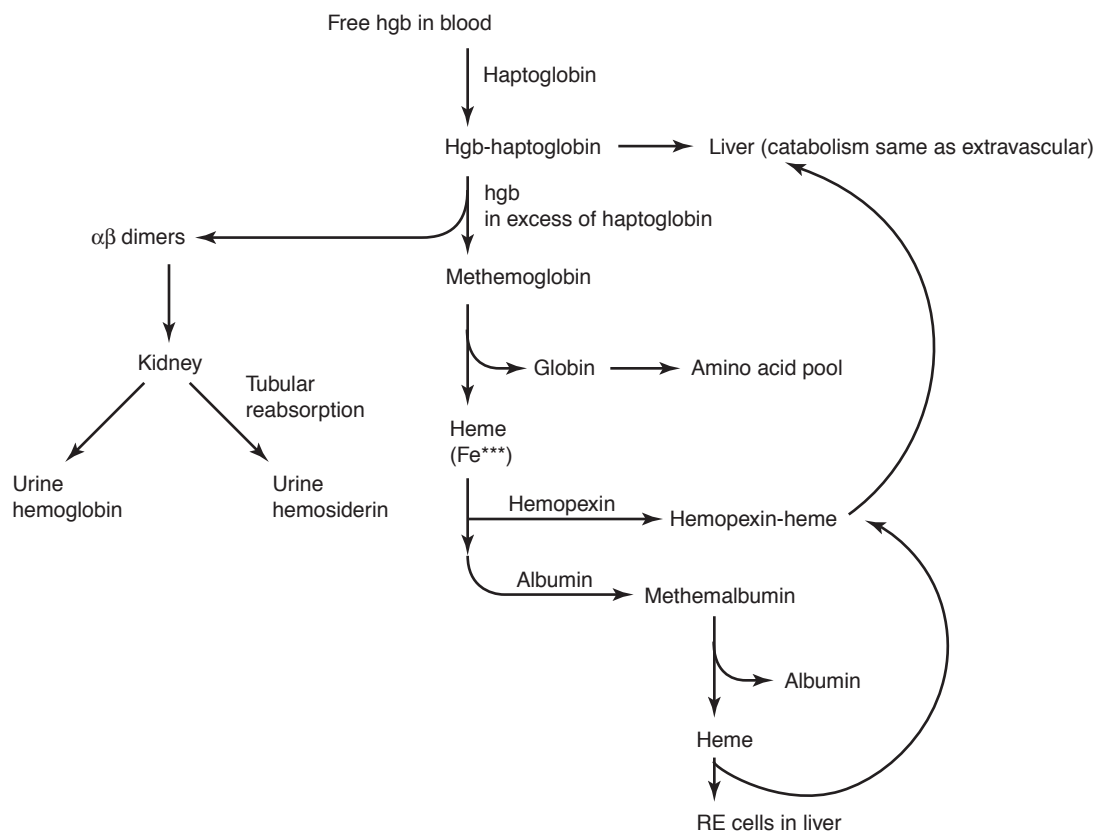 Free hgb in blood
Haptoglobin
Hgb-haptoglobin
Liver (catabolism same as extravascular)
hgb
in excess of haptoglobin
αβ dimers
Methemoglobin
Kidney
Globin
Amino acid pool
Tubular
reabsorption
Heme
(Fe***)
Urine
hemoglobin
Urine
hemosiderin
Hemopexin
Hemopexin-heme
Albumin
Methemalbumin
Albumin
Heme
RE cells in liver